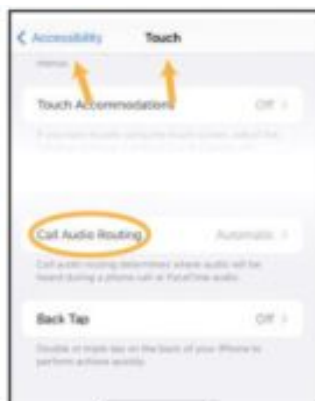 Accessibility Touch
Touch Accommodations Off
Call Audio Routing Automatic
Call audio routing determines where audio will be
heard during a phone call or FaceTime audio.
Back Tap Off
Double or triple tap on the back of your iPhone to
perform actions quickly.